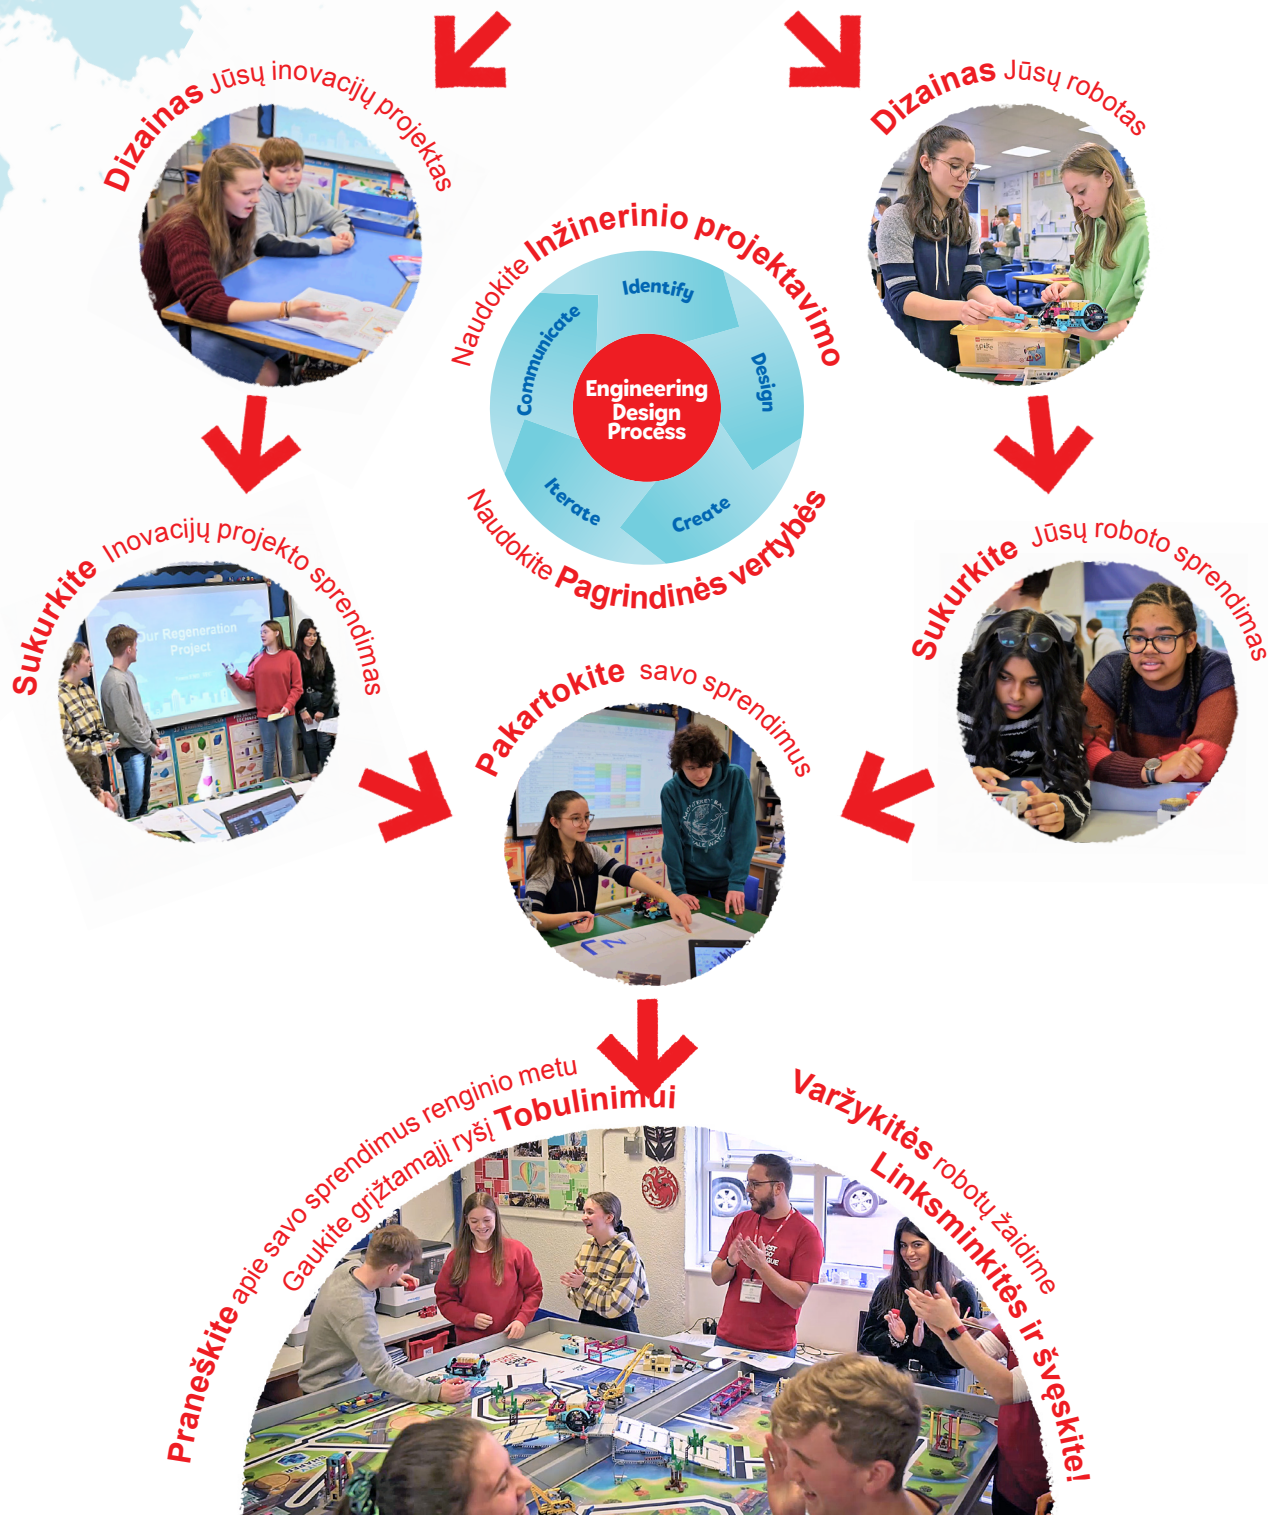 Dizainas Jūsų inovacijų projektas
Dizainas Jūsų robotas
Naudokite Inžinerinio projektavimo
Identify
Design
Create
Iterate
Communicate
Engineering
Design
Process
Naudokite Pagrindinės vertybės
Sukurkite Inovacijų projekto sprendimas
Our Regeneration
Project
Sukurkite Jūsų roboto sprendimas
Pakartokite savo sprendimus
Praneškite apie savo sprendimus renginio metu
Gaukite grįžtamajį ryšį Tobulinimui
Varžykitės robotų žaidime
Linksminkitės ir švęskite!